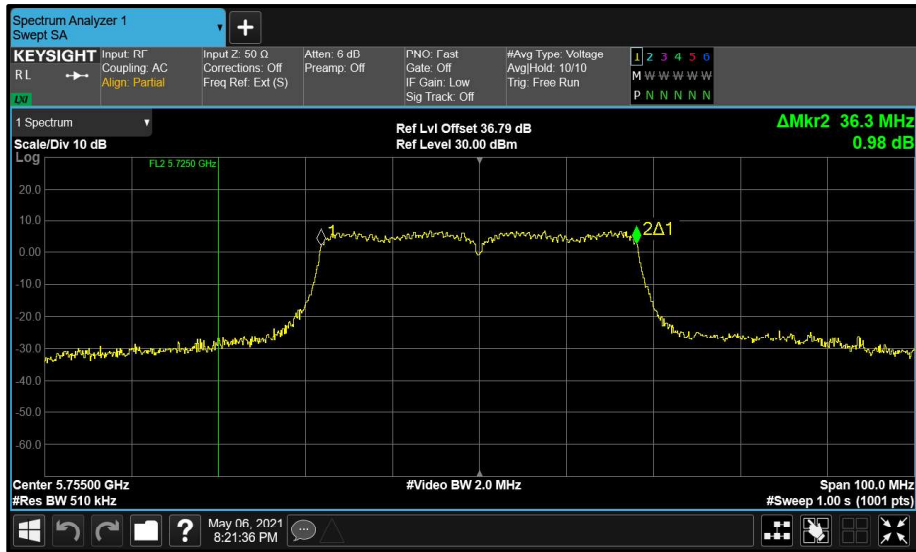 Spectrum Analyzer 1
Swept SA
+
KEYSIGHT
RL
LXI
Input: RF
Coupling: AC
Align: Partial
Input Z: 50 Ω
Corrections: Off
Freq Ref: Ext (S)
Atten: 6 dB
Preamp: Off
PNO: Fast
Gate: Off
IF Gain: Low
Sig Track: Off
#Avg Type: Voltage
Avg|Hold: 10/10
Trig: Free Run
1 2 3 4 5 6
M W W W W W
P N N N N N
1 Spectrum
Scale/Div 10 dB
Log
Ref Lvl Offset 36.79 dB
Ref Level 30.00 dBm
ΔMkr2 36.3 MHz
0.98 dB
FL2 5.7250 GHz
20.0
10.0
0.00
-10.0
-20.0
-30.0
-40.0
-50.0
-60.0
1
2Δ1
Center 5.75500 GHz
#Res BW 510 kHz
#Video BW 2.0 MHz
Span 100.0 MHz
#Sweep 1.00 s (1001 pts)
?
May 06, 2021
8:21:36 PM